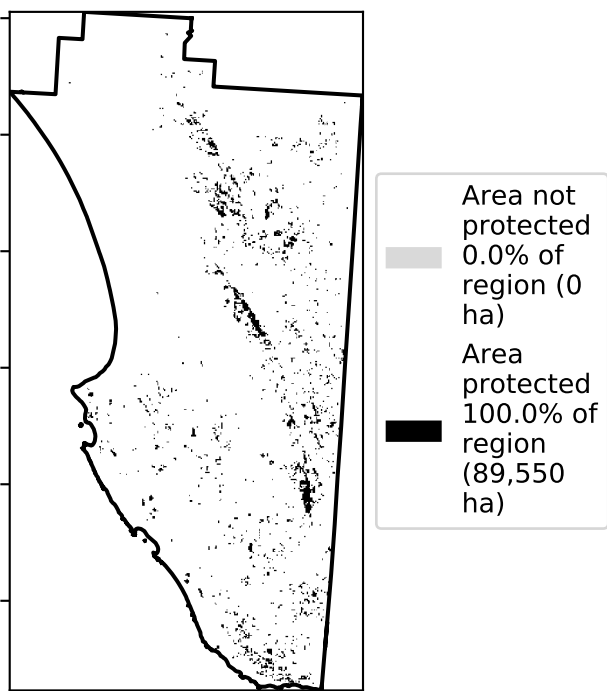 Area not
protected
0.0% of
region (0
ha)
Area
protected
100.0% of
region
(89,550
ha)